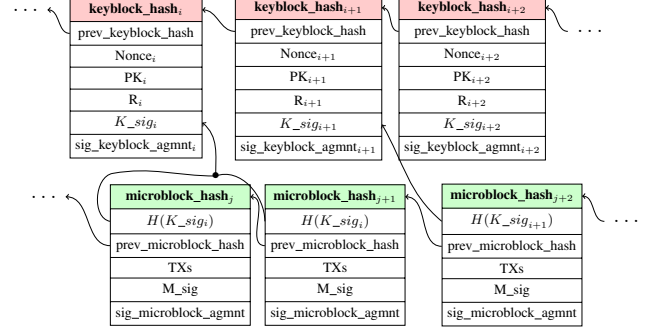 · · ·
keyblock_hash_i
prev_keyblock_hash
Nonce_i
PK_i
R_i
K_sig_i
sig_keyblock_agmnt_i
keyblock_hash_{i+1}
prev_keyblock_hash
Nonce_{i+1}
PK_{i+1}
R_{i+1}
K_sig_{i+1}
sig_keyblock_agmnt_{i+1}
keyblock_hash_{i+2}
prev_keyblock_hash
Nonce_{i+2}
PK_{i+2}
R_{i+2}
K_sig_{i+2}
sig_keyblock_agmnt_{i+2}
· · ·
· · ·
microblock_hash_j
H(K_sig_i)
prev_microblock_hash
TXs
M_sig
sig_microblock_agmnt
microblock_hash_{j+1}
H(K_sig_i)
prev_microblock_hash
TXs
M_sig
sig_microblock_agmnt
microblock_hash_{j+2}
H(K_sig_{i+1})
prev_microblock_hash
TXs
M_sig
sig_microblock_agmnt
· · ·